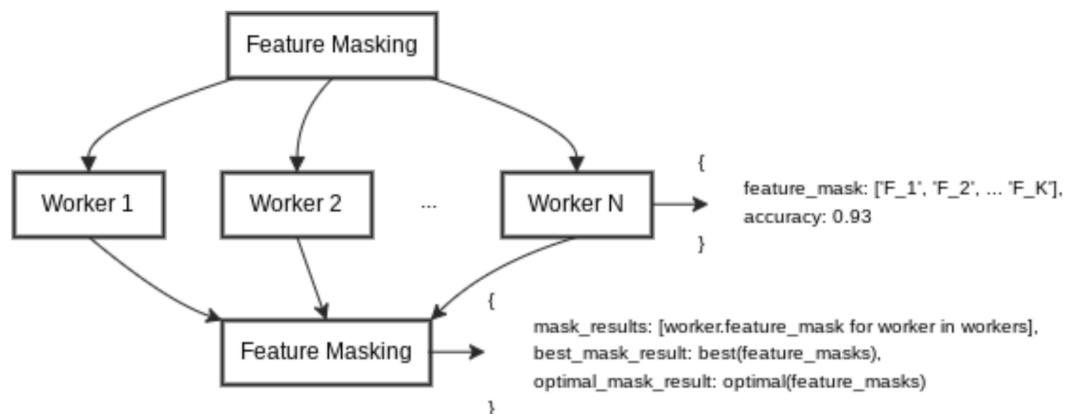 Feature Masking
Worker 1
Worker 2
...
Worker N
{
feature_mask: ['F_1', 'F_2', ... 'F_K'],
accuracy: 0.93
}
Feature Masking
{
mask_results: [worker.feature_mask for worker in workers],
best_mask_result: best(feature_masks),
optimal_mask_result: optimal(feature_masks)
}